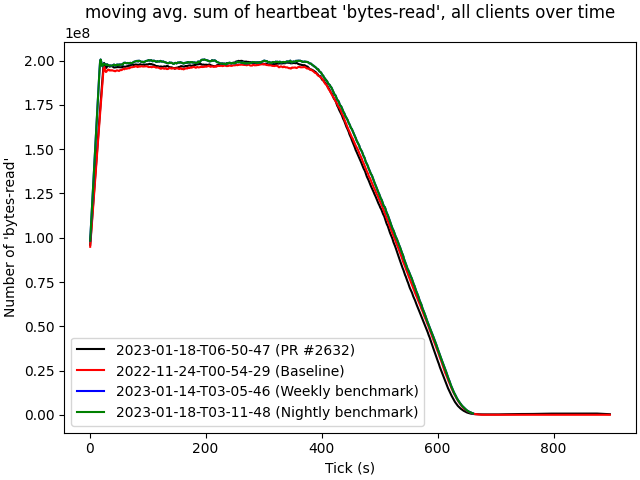 moving avg. sum of heartbeat 'bytes-read', all clients over time
1e8
2.00
1.75
1.50
1.25
1.00
0.75
0.50
0.25
0.00
Number of 'bytes-read'
2023-01-18-T06-50-47 (PR #2632)
2022-11-24-T00-54-29 (Baseline)
2023-01-14-T03-05-46 (Weekly benchmark)
2023-01-18-T03-11-48 (Nightly benchmark)
0 200 400 600 800
Tick (s)